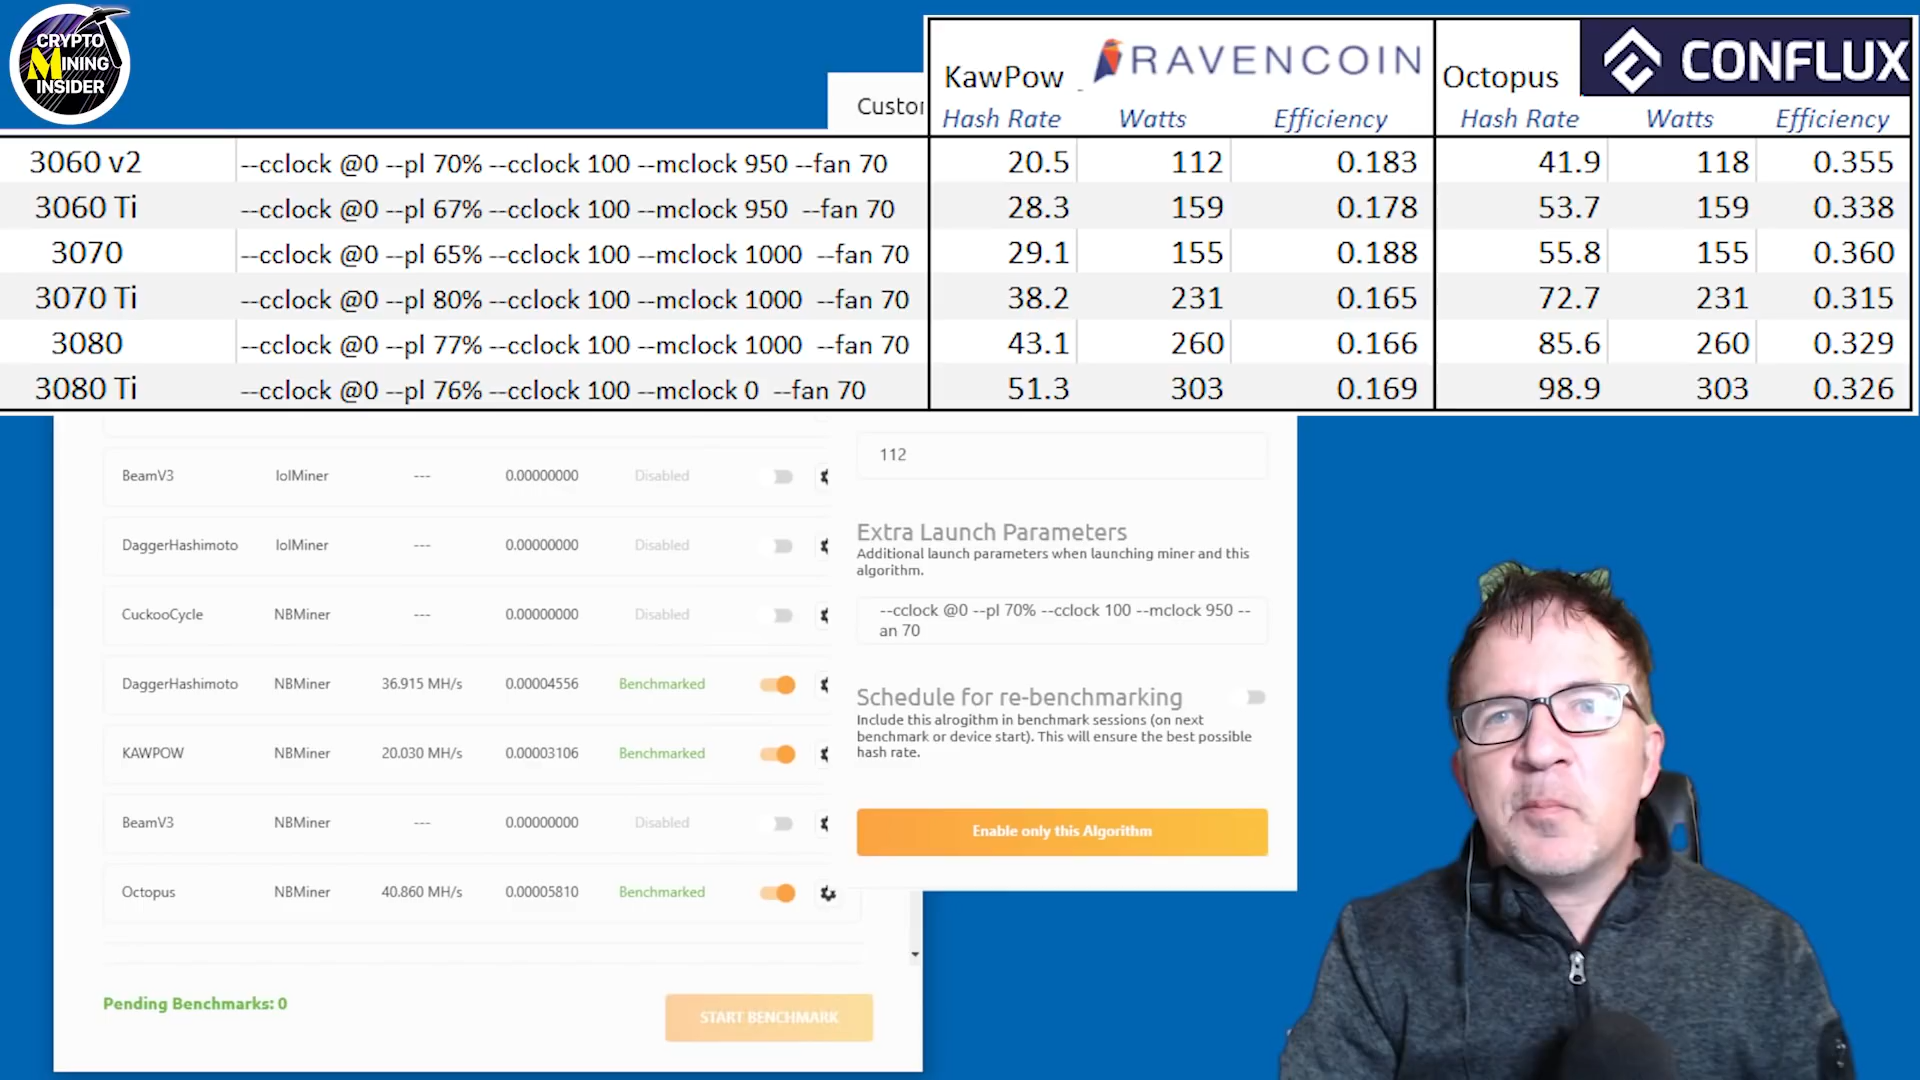 CRYPTO
MINING
INSIDER
KawPow RAVENCOIN Octopus CONFLUX
Hash Rate Watts Efficiency Hash Rate Watts Efficiency
3060 v2 --cclock @0 --pl 70% --cclock 100 --mclock 950 --fan 70 20.5 112 0.183 41.9 118 0.355
3060 Ti --cclock @0 --pl 67% --cclock 100 --mclock 950 --fan 70 28.3 159 0.178 53.7 159 0.338
3070 --cclock @0 --pl 65% --cclock 100 --mclock 1000 --fan 70 29.1 155 0.188 55.8 155 0.360
3070 Ti --cclock @0 --pl 80% --cclock 100 --mclock 1000 --fan 70 38.2 231 0.165 72.7 231 0.315
3080 --cclock @0 --pl 77% --cclock 100 --mclock 1000 --fan 70 43.1 260 0.166 85.6 260 0.329
3080 Ti --cclock @0 --pl 76% --cclock 100 --mclock 0 --fan 70 51.3 303 0.169 98.9 303 0.326
BeamV3 lolMiner --- 0.00000000 Disabled
DaggerHashimoto lolMiner --- 0.00000000 Disabled
CuckooCycle NBMiner --- 0.00000000 Disabled
DaggerHashimoto NBMiner 36.915 MH/s 0.00004556 Benchmarked
KAWPOW NBMiner 20.030 MH/s 0.00003106 Benchmarked
BeamV3 NBMiner --- 0.00000000 Disabled
Octopus NBMiner 40.860 MH/s 0.00005810 Benchmarked
Pending Benchmarks: 0
START BENCHMARK
112
Extra Launch Parameters
Additional launch parameters when launching miner and this
algorithm.
--cclock @0 --pl 70% --cclock 100 --mclock 950 --
an 70
Schedule for re-benchmarking
Include this alrogithm in benchmark sessions (on next
benchmark or device start). This will ensure the best possible
hash rate.
Enable only this Algorithm